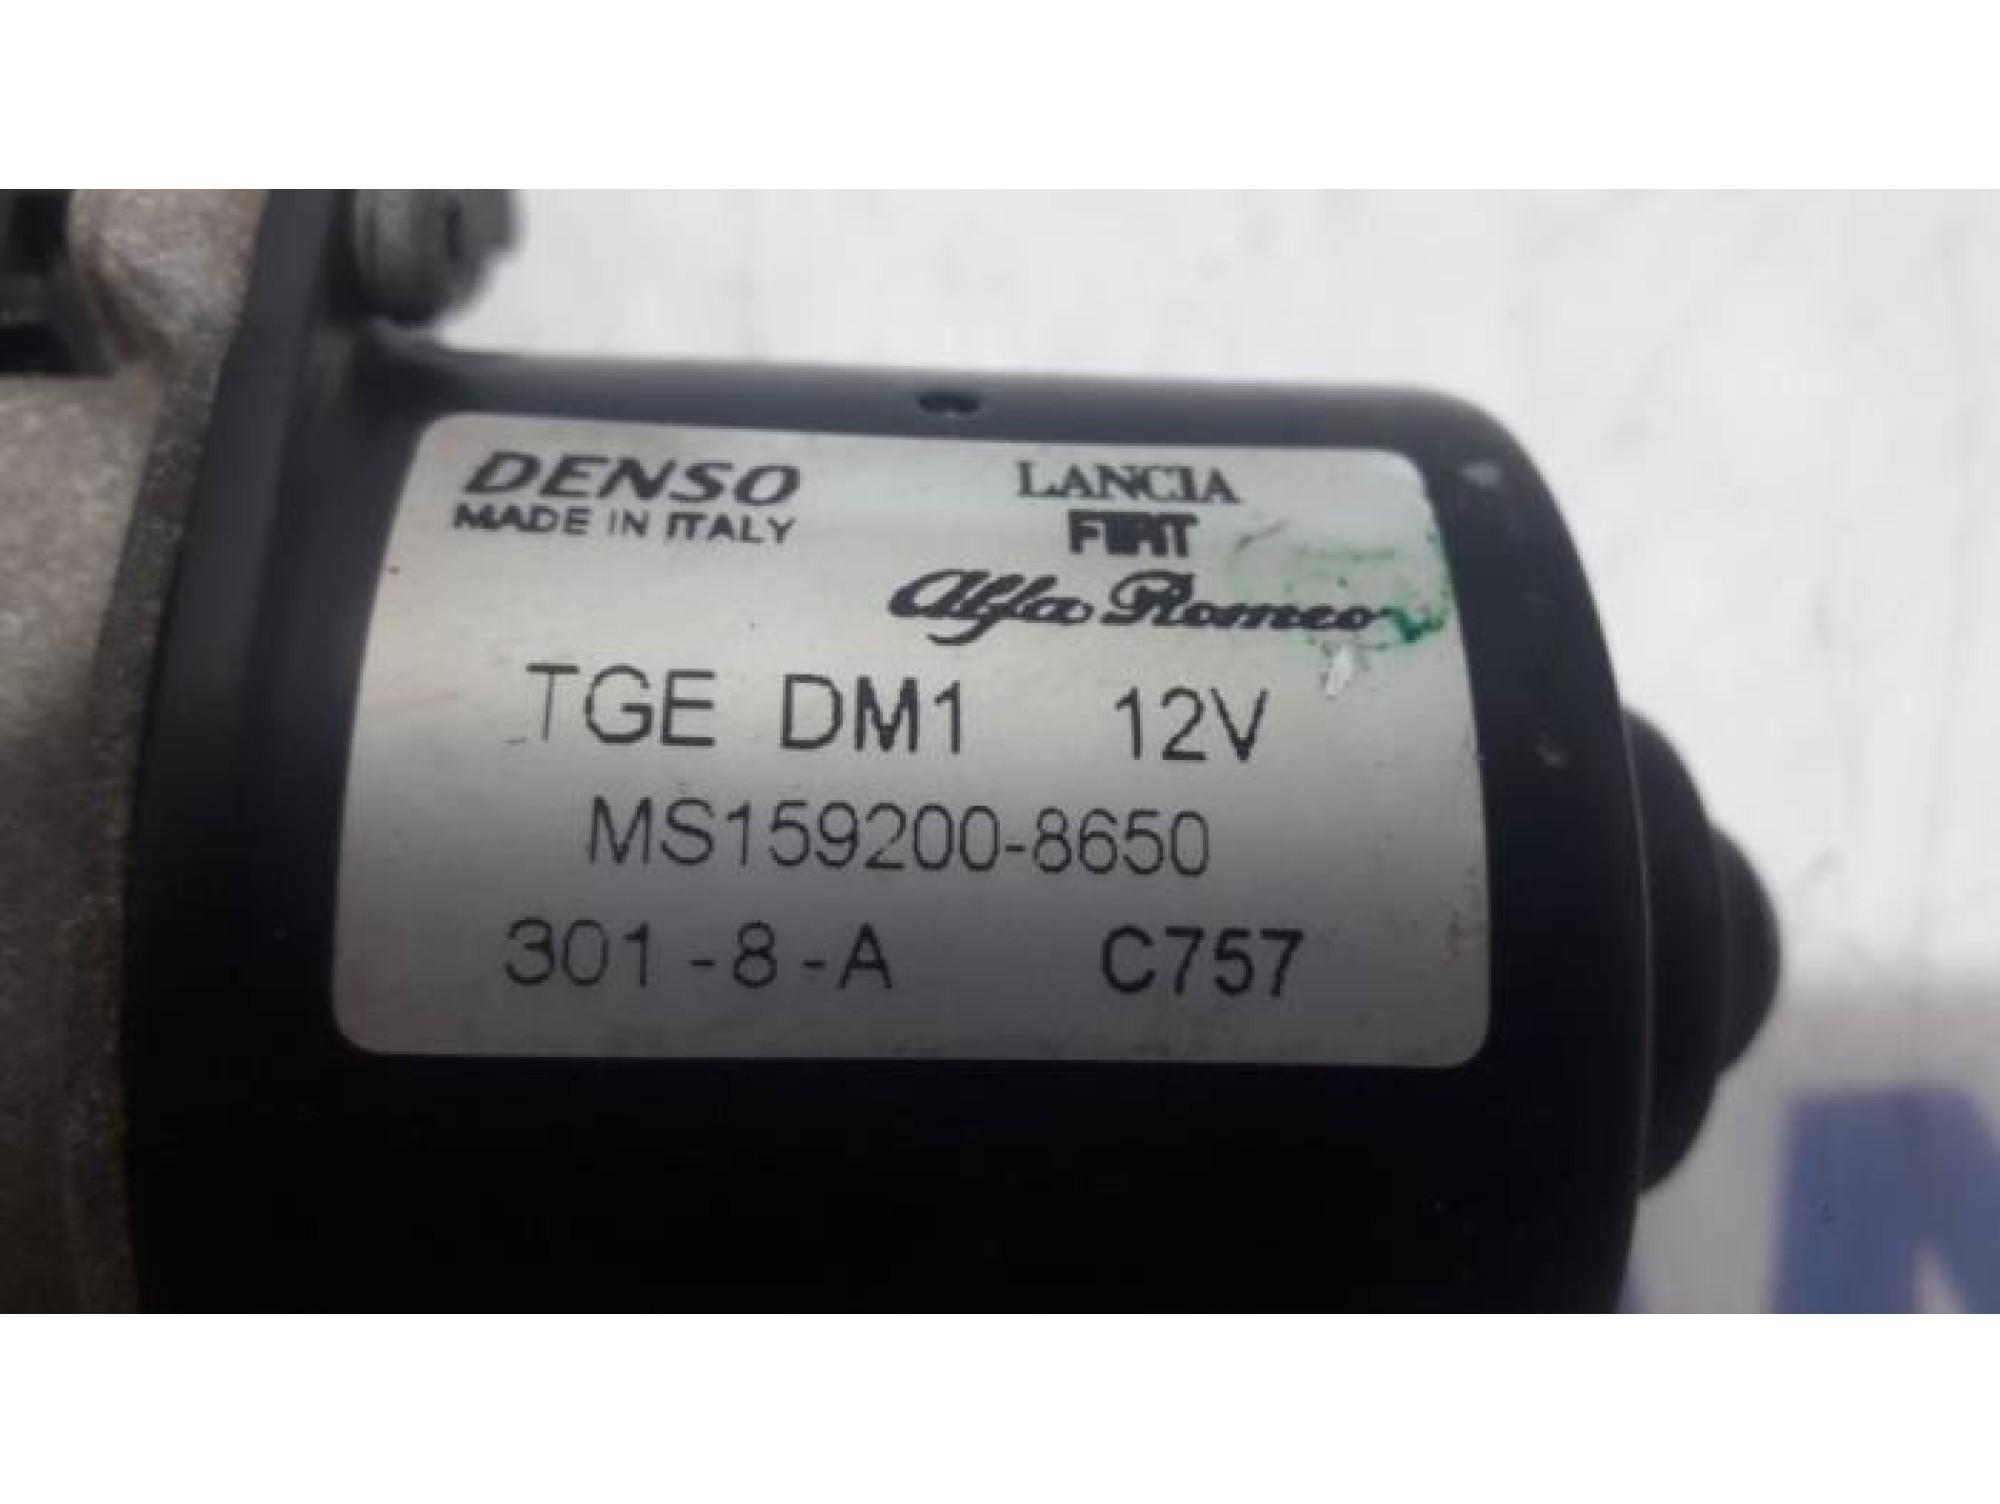 DENSO LANCIA
MADE IN ITALY FIAT
Alfa Romeo
TGE DM1 12V
MS159200-8650
301-8-A C757